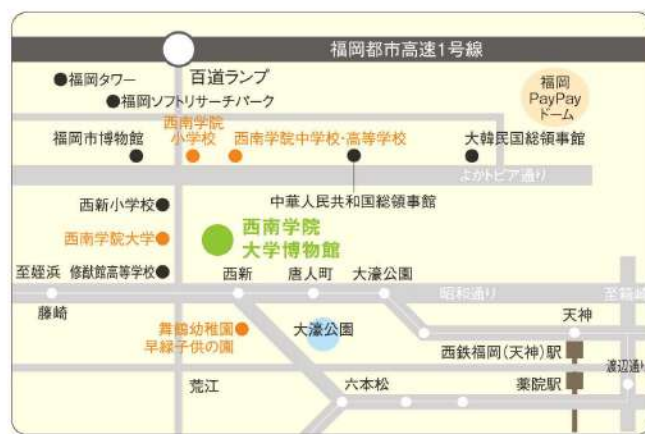 福岡都市高速1号線
福岡タワー
百道ランプ
福岡
PayPay
ドーム
福岡ソフトリサーチパーク
西南学院
小学校
福岡市博物館
西南学院中学校・高等学校
大韓民国総領事館
よかトピア通り
中華人民共和国総領事館
西新小学校
西南学院大学
西南学院
大学博物館
至姪浜
修猷館高等学校
西新
唐人町
大濠公園
昭和通り
至箱崎
藤崎
天神
舞鶴幼稚園
早緑子供の園
大濠公園
西鉄福岡(天神)駅
渡辺通り
荒江
六本松
薬院駅